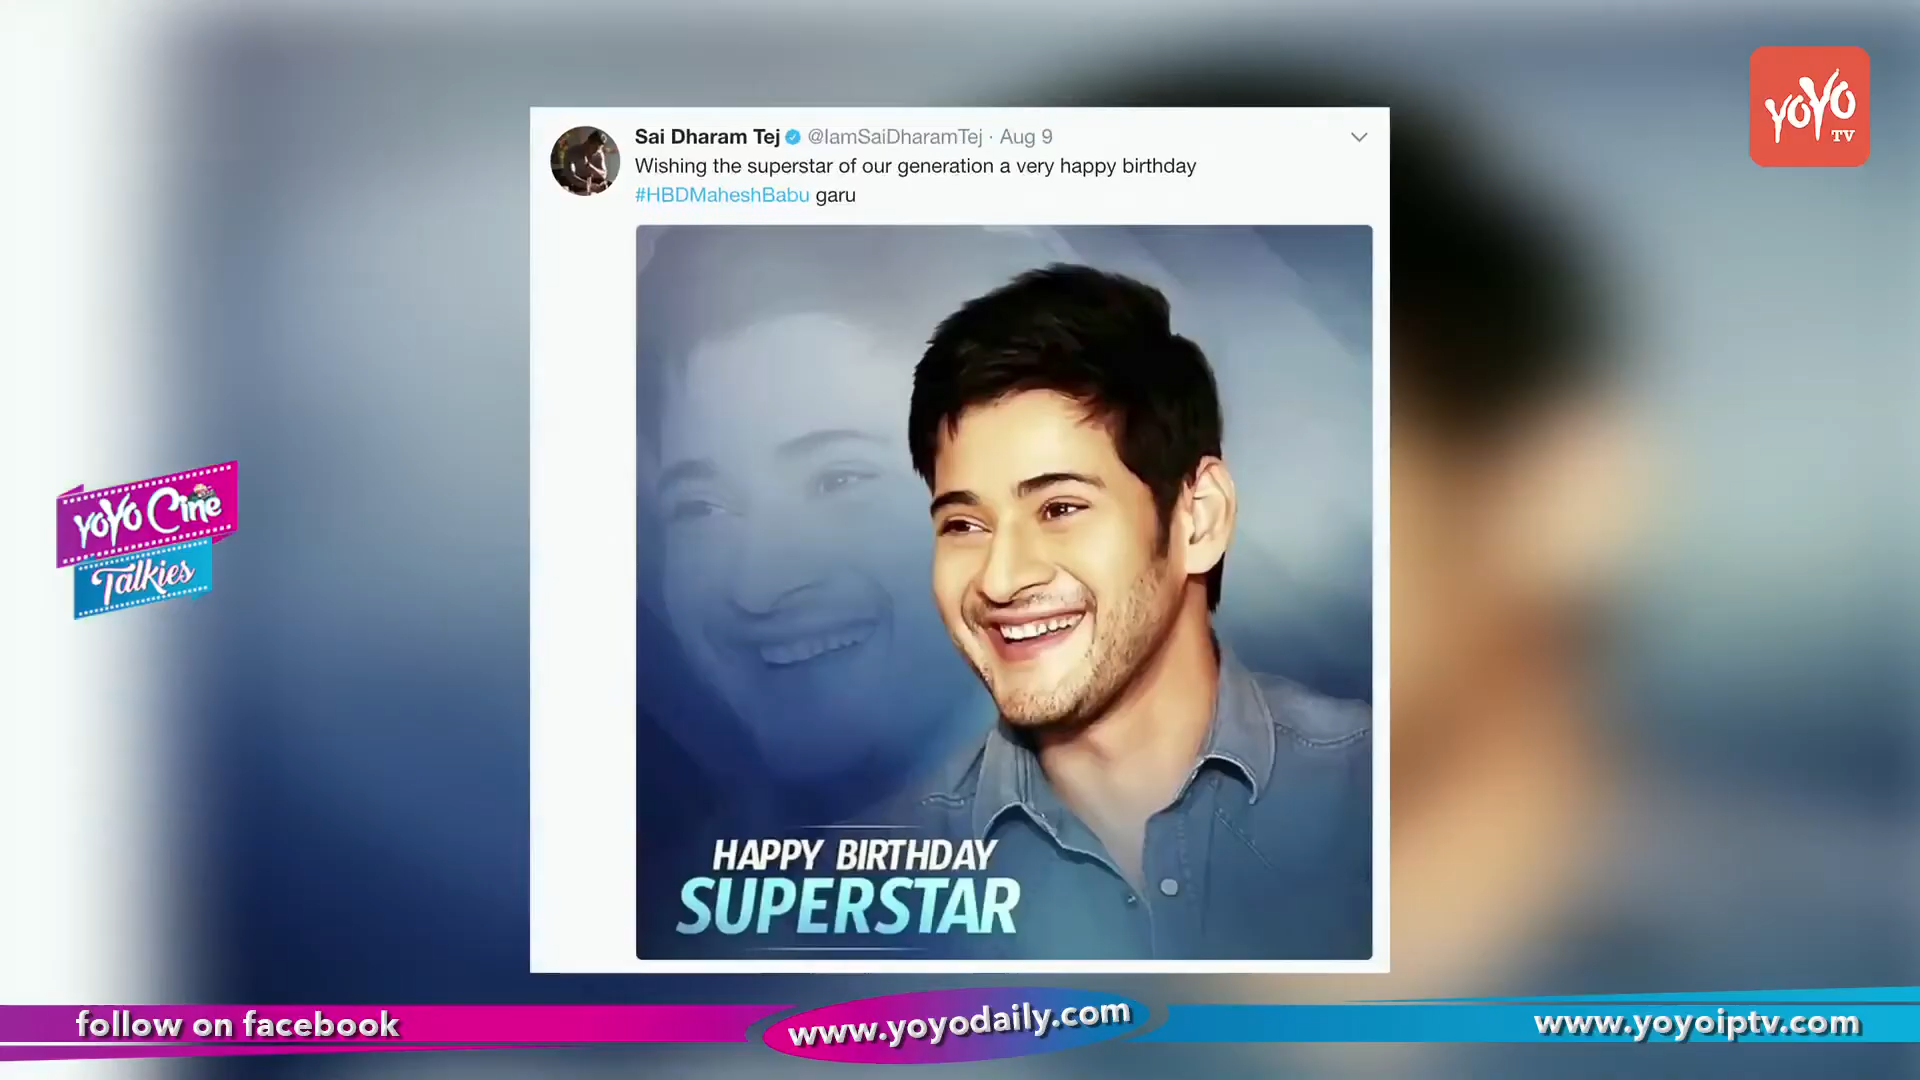 YOYO
TV
Sai Dharam Tej @IamSaiDharamTej · Aug 9
Wishing the superstar of our generation a very happy birthday
#HBDMaheshBabu garu
HAPPY BIRTHDAY
SUPERSTAR
YOYO Cine
Talkies
follow on facebook
www.yoyodaily.com
www.yoyoiptv.com